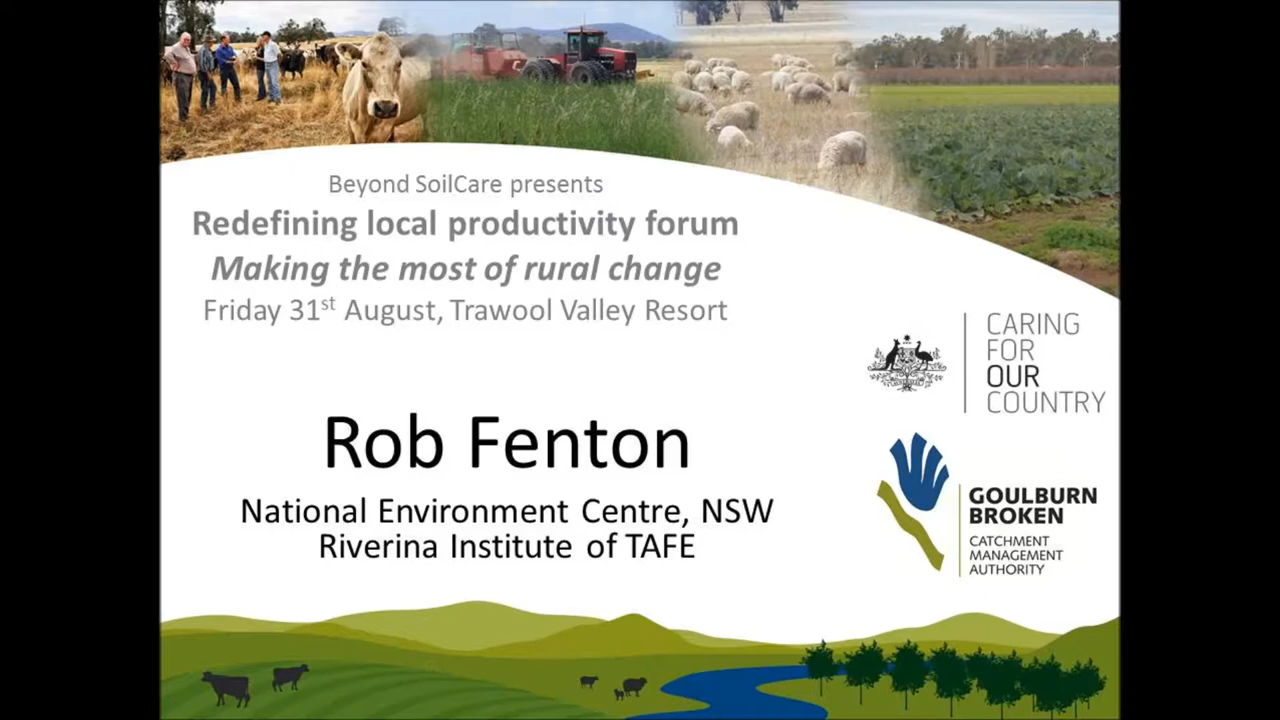 Beyond SoilCare presents
Redefining local productivity forum
Making the most of rural change
Friday 31st August, Trawool Valley Resort
CARING
FOR
OUR
COUNTRY
Rob Fenton
National Environment Centre, NSW
Riverina Institute of TAFE
GOULBURN
BROKEN
CATCHMENT
MANAGEMENT
AUTHORITY